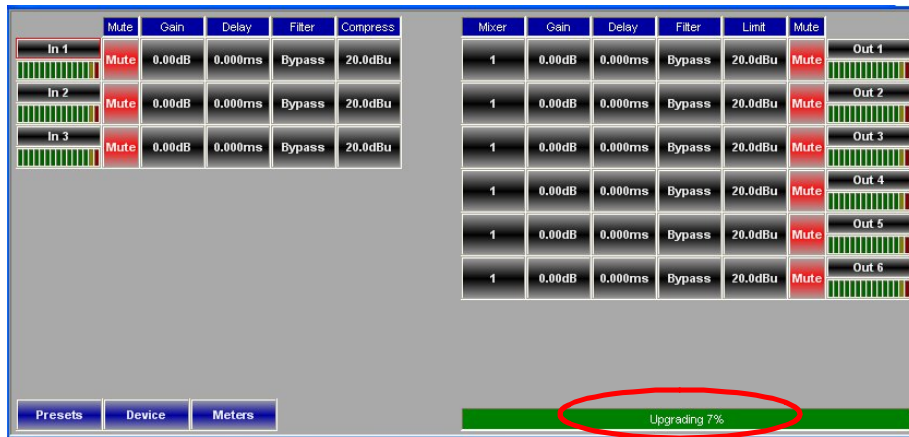 Mute Gain Delay Filter Compress Mixer Gain Delay Filter Limit Mute
In 1 Mute 0.00dB 0.000ms Bypass 20.0dBu 1 0.00dB 0.000ms Bypass 20.0dBu Mute Out 1
In 2 Mute 0.00dB 0.000ms Bypass 20.0dBu 1 0.00dB 0.000ms Bypass 20.0dBu Mute Out 2
In 3 Mute 0.00dB 0.000ms Bypass 20.0dBu 1 0.00dB 0.000ms Bypass 20.0dBu Mute Out 3
1 0.00dB 0.000ms Bypass 20.0dBu Mute Out 4
1 0.00dB 0.000ms Bypass 20.0dBu Mute Out 5
1 0.00dB 0.000ms Bypass 20.0dBu Mute Out 6
Presets Device Meters Upgrading 7%